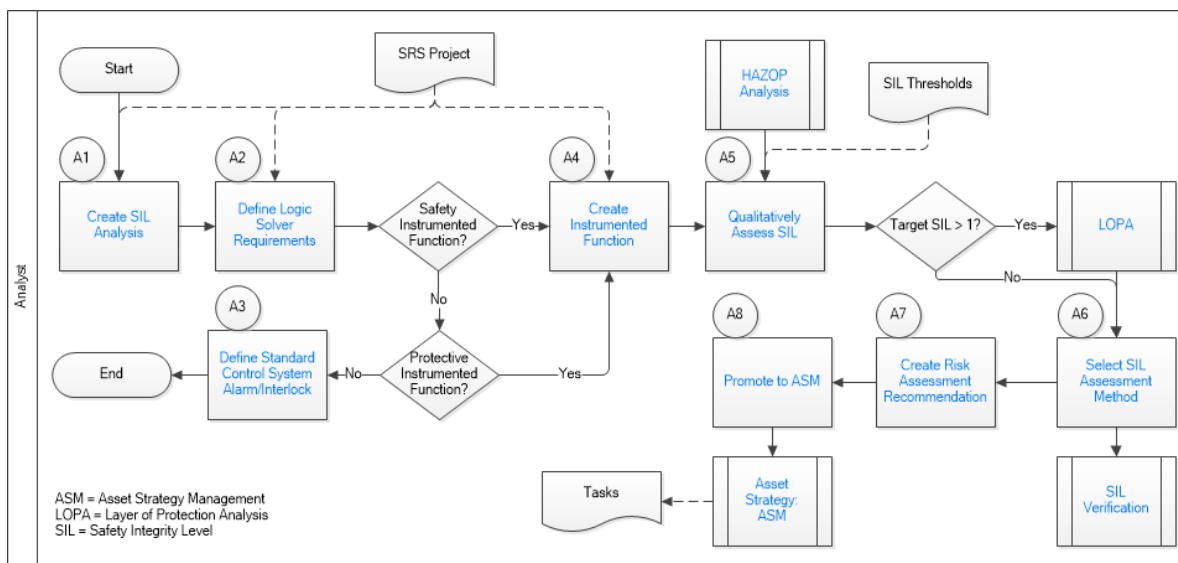 Analyst
Start
SRS Project
HAZOP
Analysis
SIL Thresholds
A1
Create SIL
Analysis
A2
Define Logic
Solver
Requirements
Safety
Instrumented
Function?
Yes
A4
Create
Instrumented
Function
A5
Qualitatively
Assess SIL
Target SIL > 1?
Yes
LOPA
No
No
End
A3
Define Standard
Control System
Alarm/Interlock
No
Protective
Instrumented
Function?
Yes
A8
Promote to ASM
A7
Create Risk
Assessment
Recommendation
A6
Select SIL
Assessment
Method
Tasks
Asset
Strategy:
ASM
SIL
Verification
ASM = Asset Strategy Management
LOPA = Layer of Protection Analysis
SIL = Safety Integrity Level